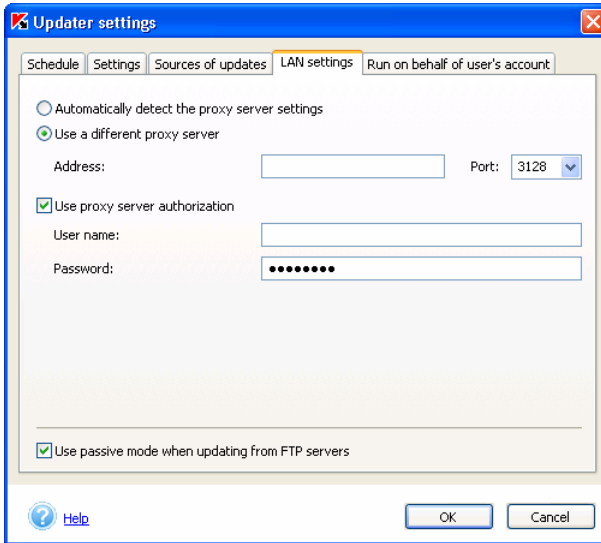 Updater settings
Schedule Settings Sources of updates LAN settings Run on behalf of user's account
Automatically detect the proxy server settings
Use a different proxy server
Address: Port: 3128
Use proxy server authorization
User name:
Password: ●●●●●●●●
Use passive mode when updating from FTP servers
Help OK Cancel